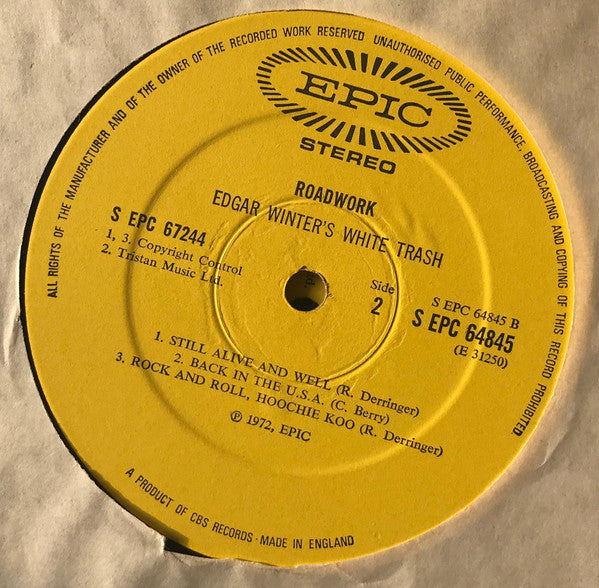 ALL RIGHTS OF THE MANUFACTURER AND OF THE OWNER OF THE RECORDED WORK RESERVED UNAUTHORISED PUBLIC PERFORMANCE, BROADCASTING AND COPYING OF THIS RECORD PROHIBITED
EPIC
STEREO
ROADWORK
EDGAR WINTER'S WHITE TRASH
S EPC 67244
1, 3. Copyright Control
2. Tristan Music Ltd.
Side
2
S EPC 64845 B
S EPC 64845
(E 31250)
1. STILL ALIVE AND WELL (R. Derringer)
2. BACK IN THE U.S.A. (C. Berry)
3. ROCK AND ROLL, HOOCHIE KOO (R. Derringer)
℗ 1972, EPIC
A PRODUCT OF CBS RECORDS · MADE IN ENGLAND